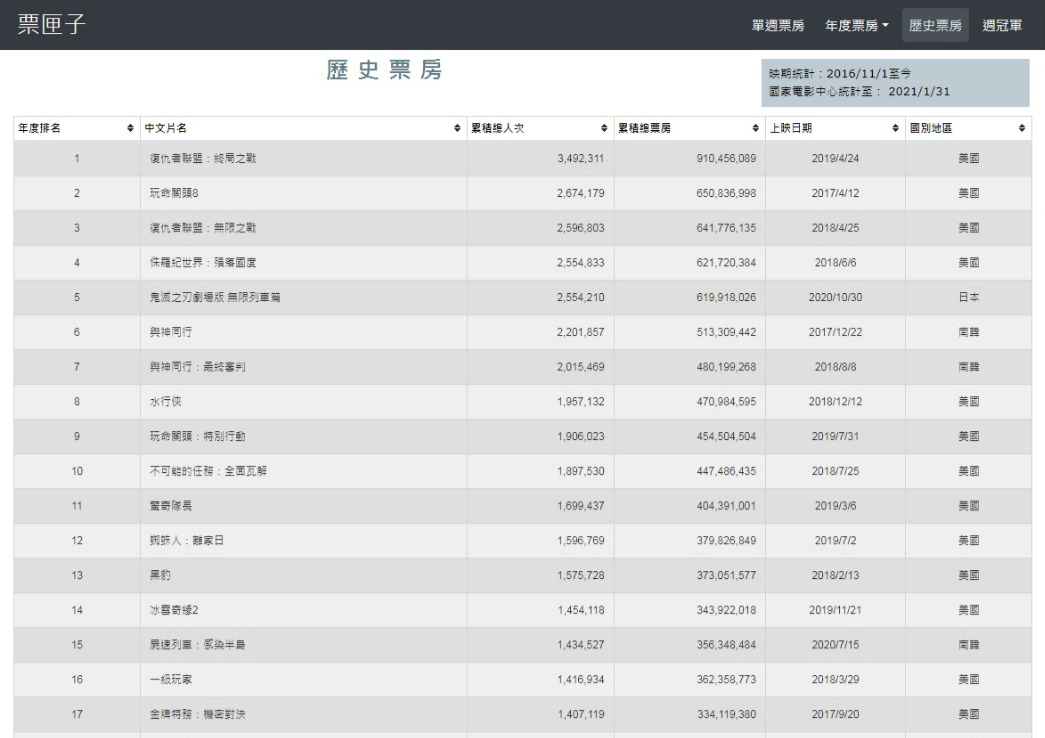 票匣子
單週票房 年度票房 歷史票房 週冠軍
歷史票房
映期統計：2016/11/1至今
國家電影中心統計至： 2021/1/31
年度排名 中文片名 累積總人次 累積總票房 上映日期 國別地區
1 復仇者聯盟：終局之戰 3,492,311 910,456,089 2019/4/24 美國
2 玩命關頭8 2,674,179 650,836,998 2017/4/12 美國
3 復仇者聯盟：無限之戰 2,596,803 641,776,135 2018/4/25 美國
4 侏羅紀世界：殞落國度 2,554,833 621,720,384 2018/6/6 美國
5 鬼滅之刃劇場版 無限列車篇 2,554,210 619,918,026 2020/10/30 日本
6 與神同行 2,201,857 513,309,442 2017/12/22 南韓
7 與神同行：最終審判 2,015,469 480,199,268 2018/8/8 南韓
8 水行俠 1,957,132 470,984,595 2018/12/12 美國
9 玩命關頭：特別行動 1,906,023 454,504,504 2019/7/31 美國
10 不可能的任務：全面瓦解 1,897,530 447,486,435 2018/7/25 美國
11 驚奇隊長 1,699,437 404,391,001 2019/3/6 美國
12 蜘蛛人：離家日 1,596,769 379,826,849 2019/7/2 美國
13 黑豹 1,575,728 373,051,577 2018/2/13 美國
14 冰雪奇緣2 1,454,118 343,922,018 2019/11/21 美國
15 屍速列車：感染半島 1,434,527 356,348,484 2020/7/15 南韓
16 一級玩家 1,416,934 362,358,773 2018/3/29 美國
17 金牌特務：機密對決 1,407,119 334,119,380 2017/9/20 美國